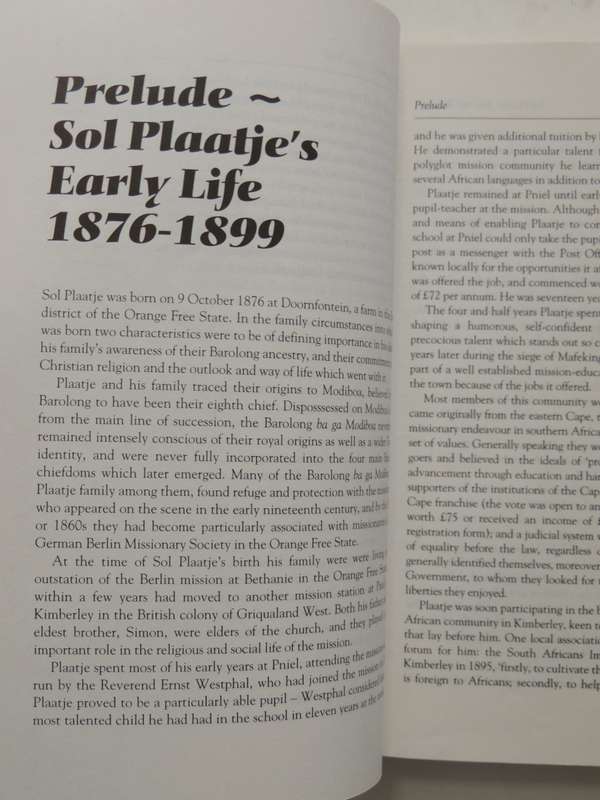 Prelude ~
Sol Plaatje's
Early Life
1876-1899
Sol Plaatje was born on 9 October 1876 at Doornfontein, a farm in the
district of the Orange Free State. In the family circumstances into
was born two characteristics were to be of defining importance in
his family's awareness of their Barolong ancestry, and their commitment
Christian religion and the outlook and way of life which went with it.
Plaatje and his family traced their origins to Modiboa, believed
Barolong to have been their eighth chief. Disposssessed on Modiboa
from the main line of succession, the Barolong ba ga Modiboa
remained intensely conscious of their royal origins as well as a wider
identity, and were never fully incorporated into the four main
chiefdoms which later emerged. Many of the Barolong ba ga
Plaatje family among them, found refuge and protection with the
who appeared on the scene in the early nineteenth century, and by the
or 1860s they had become particularly associated with missionaries
German Berlin Missionary Society in the Orange Free State.
At the time of Sol Plaatje's birth his family were were living
outstation of the Berlin mission at Bethanie in the Orange Free State
within a few years had moved to another mission station at
Kimberley in the British colony of Griqualand West. Both his father
eldest brother, Simon, were elders of the church, and they played
important role in the religious and social life of the mission.
Plaatje spent most of his early years at Pniel, attending the
run by the Reverend Ernst Westphal, who had joined the mission
Plaatje proved to be a particularly able pupil – Westphal considered
most talented child he had had in the school in eleven years at the
Prelude
and he was given additional tuition by
He demonstrated a particular talent
polyglot mission community he
several African languages in addition to
Plaatje remained at Pniel until early
pupil-teacher at the mission. Although
and means of enabling Plaatje to
school at Pniel could only take the
post as a messenger with the Post
known locally for the opportunities it
was offered the job, and commenced
of £72 per annum. He was seventeen
The four and half years Plaatje spent
shaping a humorous, self-confident
precocious talent which stands out so
years later during the siege of
part of a well established
the town because of the jobs it offered.
Most members of this community
came originally from the eastern Cape,
missionary endeavour in southern
set of values. Generally speaking they
goers and believed in the ideals of
advancement through education and
supporters of the institutions of the
Cape franchise (the vote was open to
worth £75 or received an income of
registration form); and a judicial system
of equality before the law, regardless
generally identified themselves,
Government, to whom they looked for
liberties they enjoyed.
Plaatje was soon participating in the
African community in Kimberley, keen
that lay before him. One local
forum for him: the South Africans
Kimberley in 1895, 'firstly, to cultivate
is foreign to Africans; secondly, to help